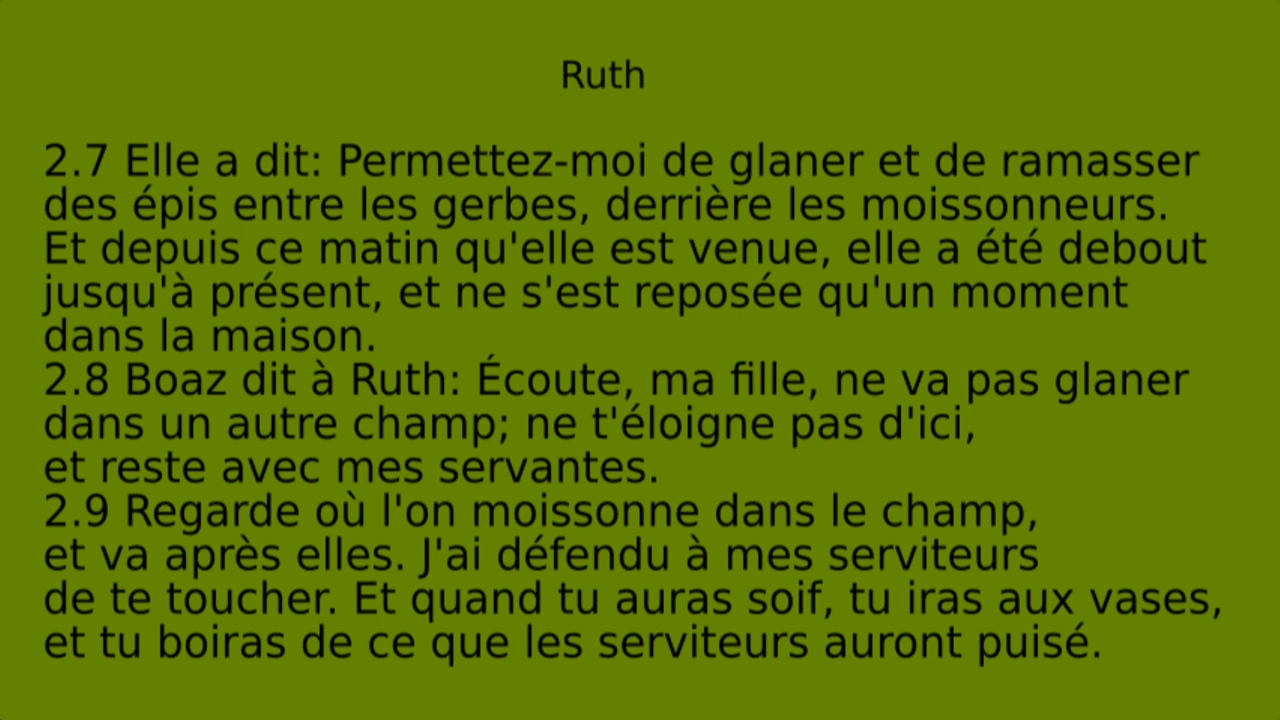 Ruth
2.7 Elle a dit: Permettez-moi de glaner et de ramasser
des épis entre les gerbes, derrière les moissonneurs.
Et depuis ce matin qu'elle est venue, elle a été debout
jusqu'à présent, et ne s'est reposée qu'un moment
dans la maison.
2.8 Boaz dit à Ruth: Écoute, ma fille, ne va pas glaner
dans un autre champ; ne t'éloigne pas d'ici,
et reste avec mes servantes.
2.9 Regarde où l'on moissonne dans le champ,
et va après elles. J'ai défendu à mes serviteurs
de te toucher. Et quand tu auras soif, tu iras aux vases,
et tu boiras de ce que les serviteurs auront puisé.